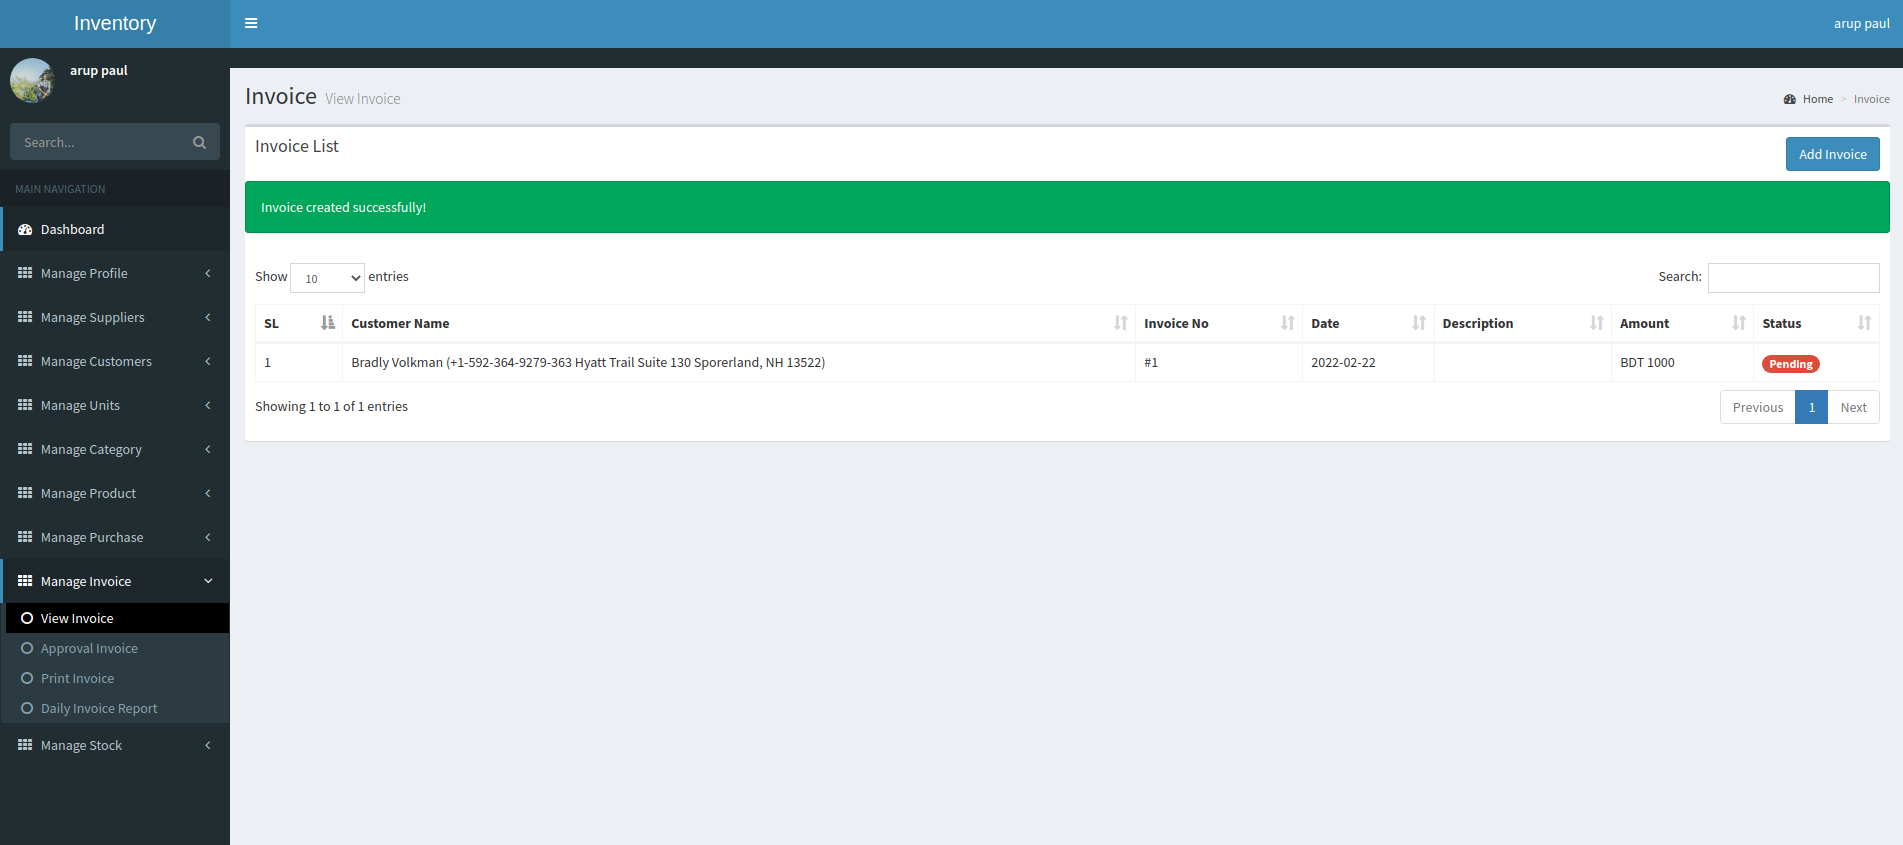 Inventory
arup paul
arup paul
Search...
MAIN NAVIGATION
Dashboard
Manage Profile
Manage Suppliers
Manage Customers
Manage Units
Manage Category
Manage Product
Manage Purchase
Manage Invoice
View Invoice
Approval Invoice
Print Invoice
Daily Invoice Report
Manage Stock
Invoice View Invoice
Home > Invoice
Invoice List
Add Invoice
Invoice created successfully!
Show 10 entries
Search:
SL Customer Name Invoice No Date Description Amount Status
1 Bradly Volkman (+1-592-364-9279-363 Hyatt Trail Suite 130 Sporerland, NH 13522) #1 2022-02-22 BDT 1000 Pending
Showing 1 to 1 of 1 entries
Previous 1 Next